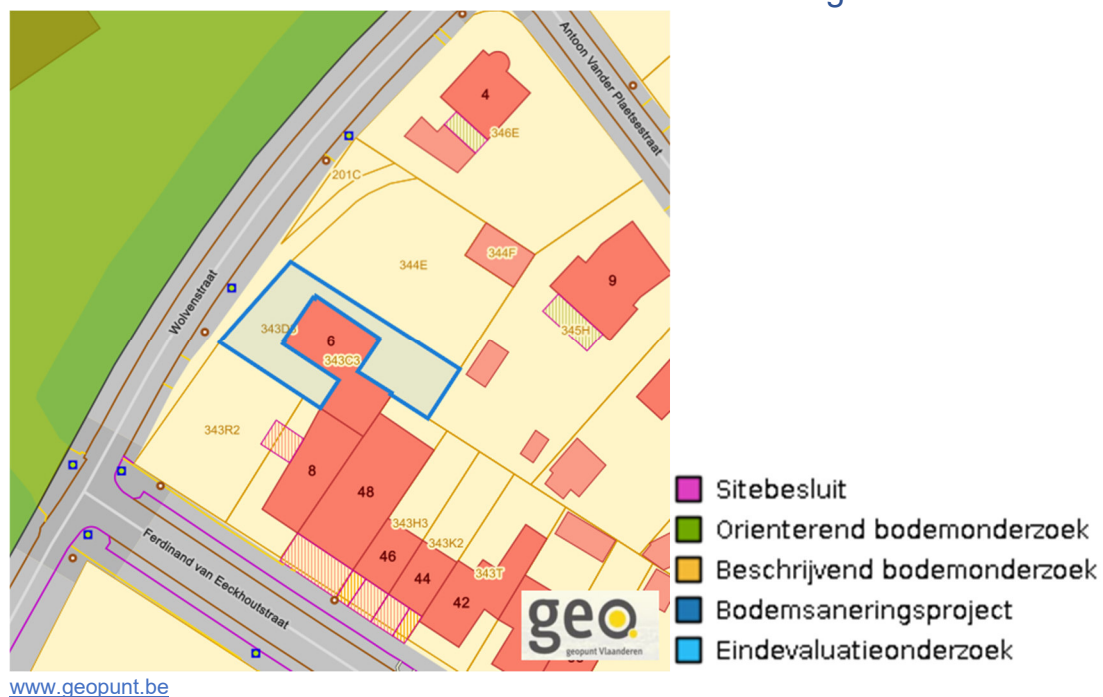 4
346E
Antoon Vander Plaetsestraat
201C
Wolvenstraat
344E
344F
9
345H
6
343C3
343R2
8
48
343H3
46
343K2
44
343T
42
Ferdinand van Eeckhoutstraat
geo
geopunt Vlaanderen
Sitebesluit
Orienterend bodemonderzoek
Beschrijvend bodemonderzoek
Bodemsaneringsproject
Eindevaluatieonderzoek
www.geopunt.be